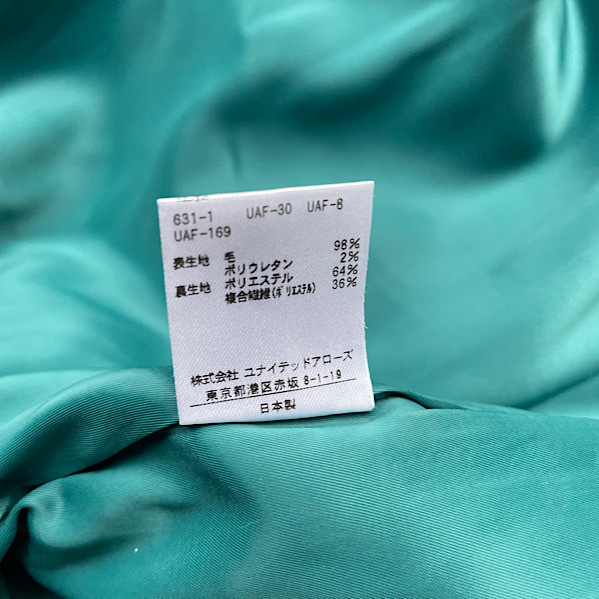 631-1 UAF-30 UAF-8
UAF-169
表生地 毛 98%
ポリウレタン 2%
裏生地 ポリエステル 64%
複合繊維(ポリエステル) 36%
株式会社 ユナイテッドアローズ
東京都港区赤坂 8-1-19
日本製